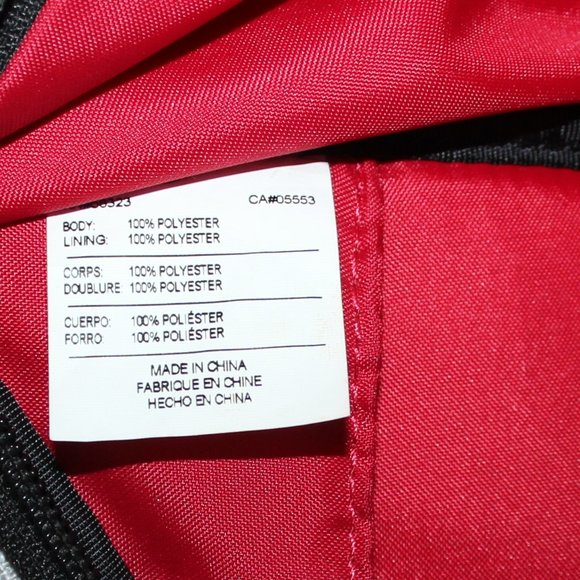 CA#05553
BODY: 100% POLYESTER
LINING: 100% POLYESTER
CORPS: 100% POLYESTER
DOUBLURE: 100% POLYESTER
CUERPO: 100% POLIÉSTER
FORRO: 100% POLIÉSTER
MADE IN CHINA
FABRIQUE EN CHINE
HECHO EN CHINA